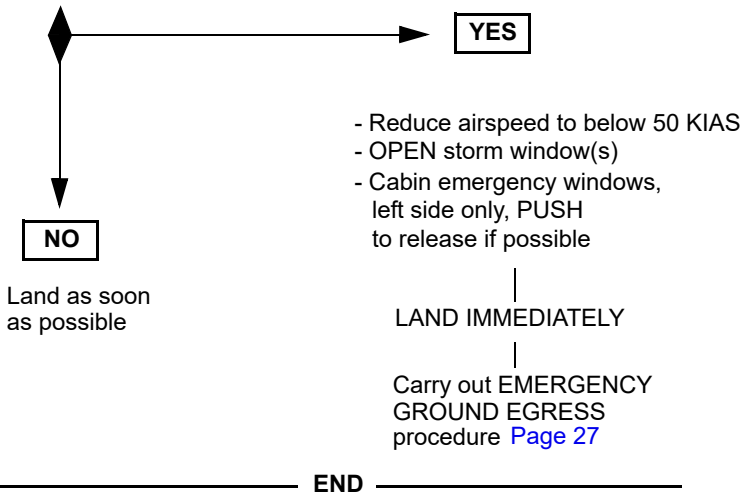 YES
- Reduce airspeed to below 50 KIAS
- OPEN storm window(s)
- Cabin emergency windows,
left side only, PUSH
to release if possible
NO
Land as soon
as possible
LAND IMMEDIATELY
Carry out EMERGENCY
GROUND EGRESS
procedure Page 27
END